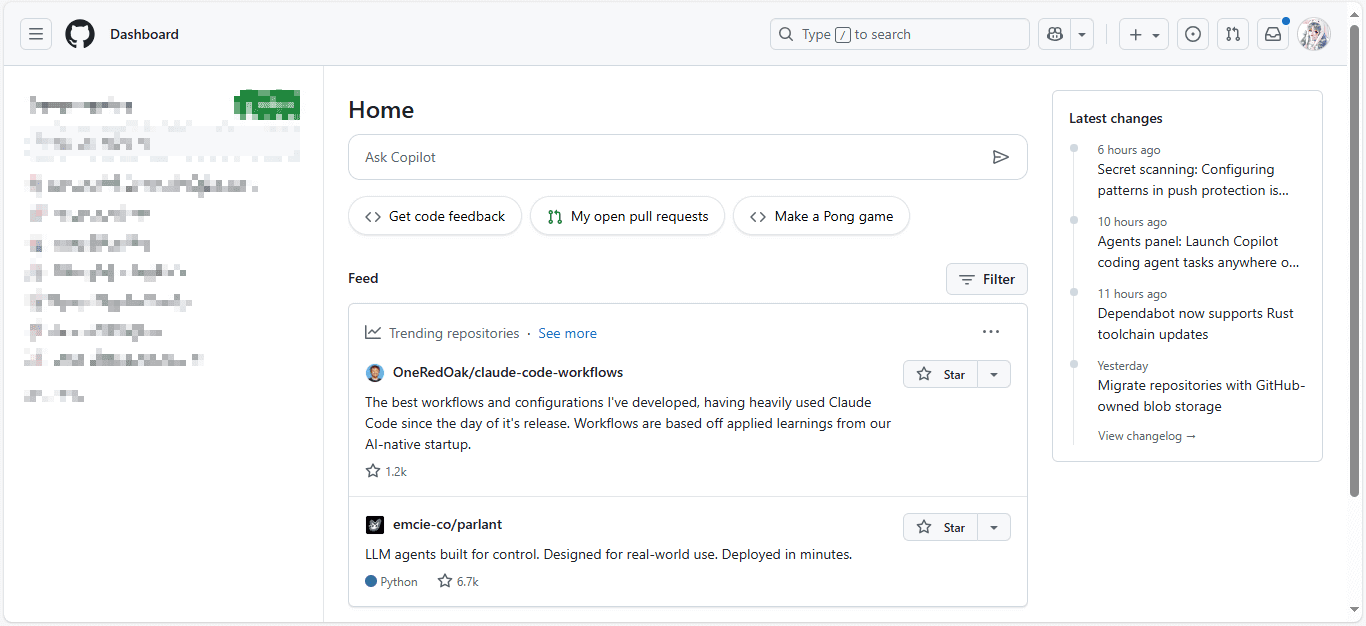 Dashboard
Type / to search
Home
Ask Copilot
Get code feedback
My open pull requests
Make a Pong game
Feed
Filter
Trending repositories · See more
OneRedOak/claude-code-workflows
Star
The best workflows and configurations I've developed, having heavily used Claude
Code since the day of it's release. Workflows are based off applied learnings from our
AI-native startup.
1.2k
emcie-co/parlant
Star
LLM agents built for control. Designed for real-world use. Deployed in minutes.
Python 6.7k
Latest changes
6 hours ago
Secret scanning: Configuring
patterns in push protection is...
10 hours ago
Agents panel: Launch Copilot
coding agent tasks anywhere o...
11 hours ago
Dependabot now supports Rust
toolchain updates
Yesterday
Migrate repositories with GitHub-
owned blob storage
View changelog →